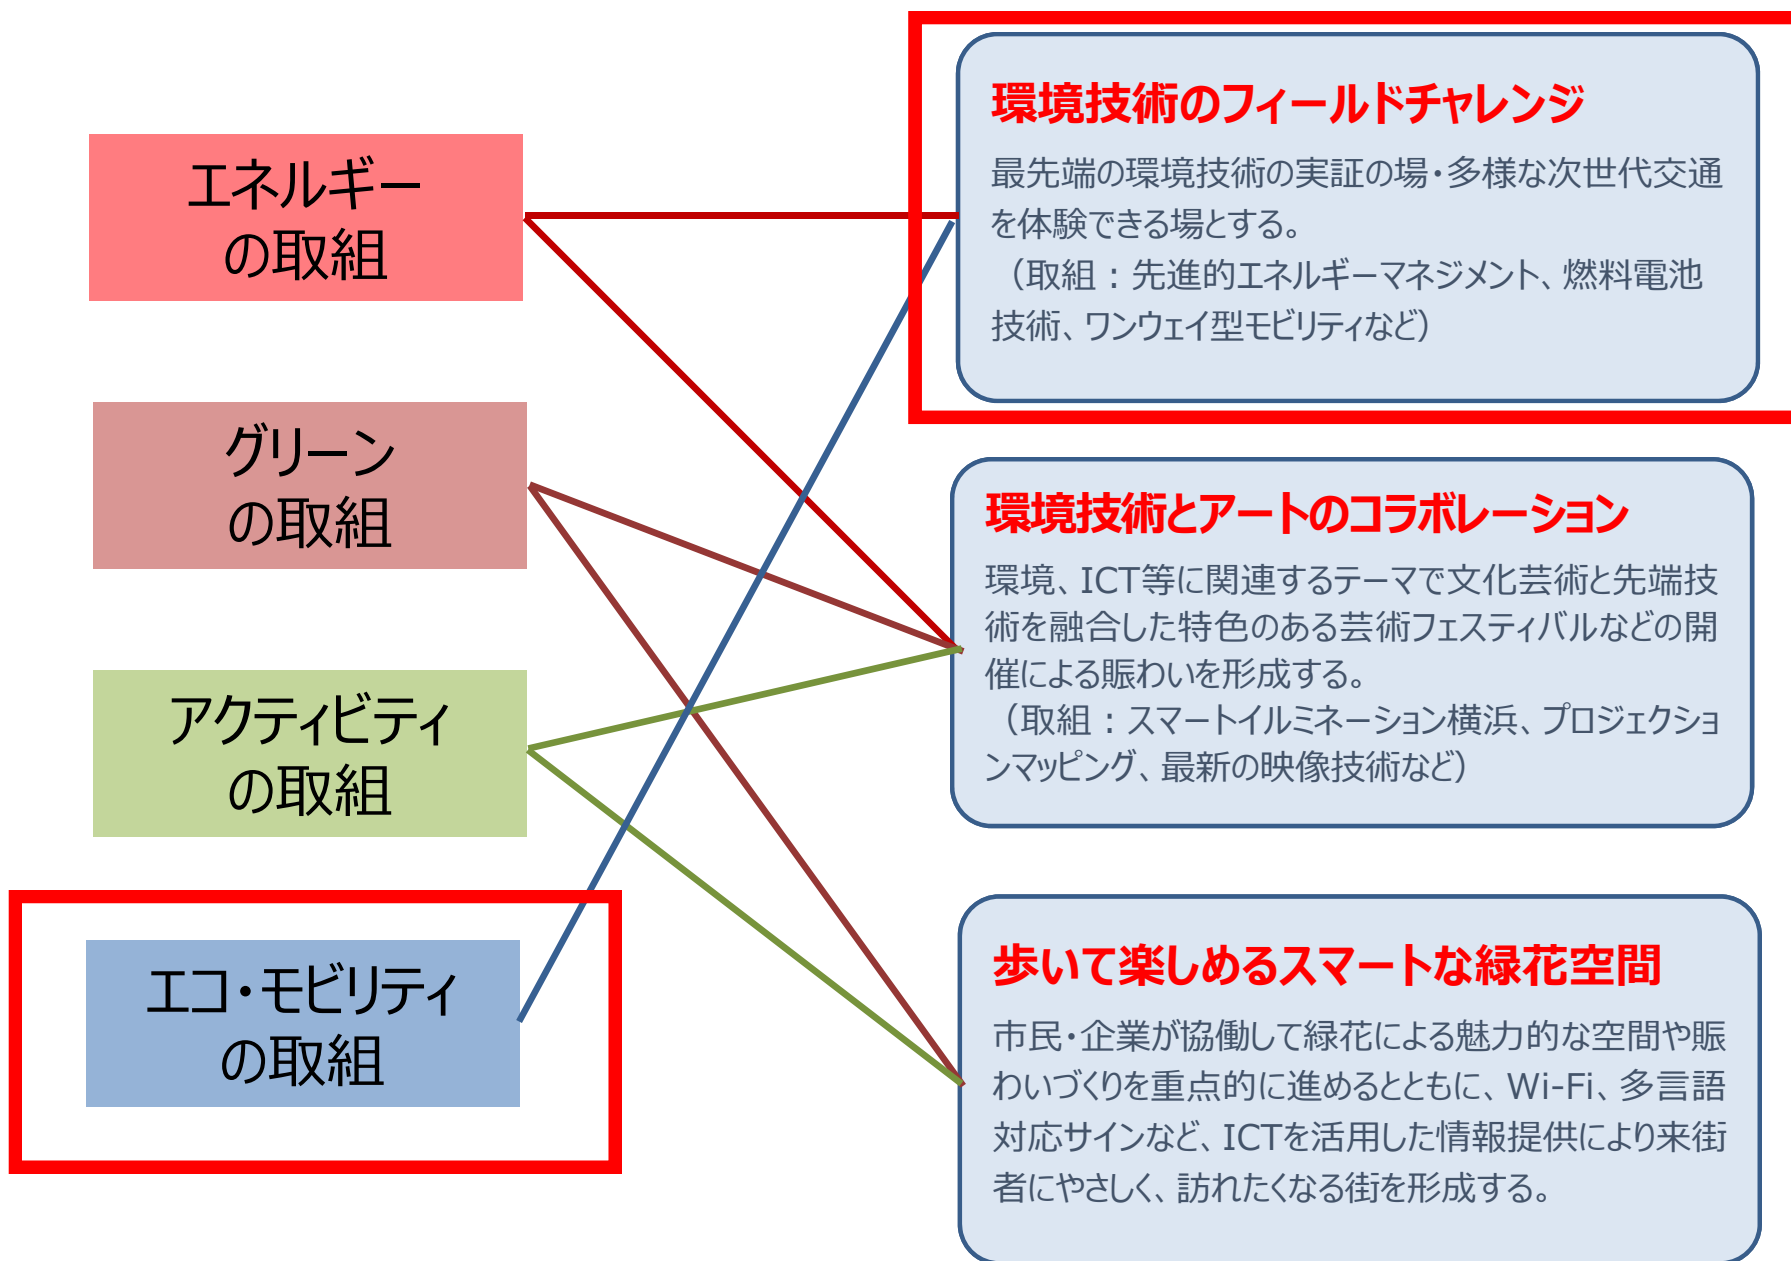 エネルギー
の取組
グリーン
の取組
アクティビティ
の取組
エコ・モビリティ
の取組
環境技術のフィールドチャレンジ
最先端の環境技術の実証の場・多様な次世代交通
を体験できる場とする。
（取組：先進的エネルギーマネジメント、燃料電池
技術、ワンウェイ型モビリティなど）
環境技術とアートのコラボレーション
環境、ICT等に関連するテーマで文化芸術と先端技
術を融合した特色のある芸術フェスティバルなどの開
催による賑わいを形成する。
（取組：スマートイルミネーション横浜、プロジェクショ
ンマッピング、最新の映像技術など）
歩いて楽しめるスマートな緑花空間
市民・企業が協働して緑花による魅力的な空間や賑
わいづくりを重点的に進めるとともに、Wi-Fi、多言語
対応サインなど、ICTを活用した情報提供により来街
者にやさしく、訪れたくなる街を形成する。